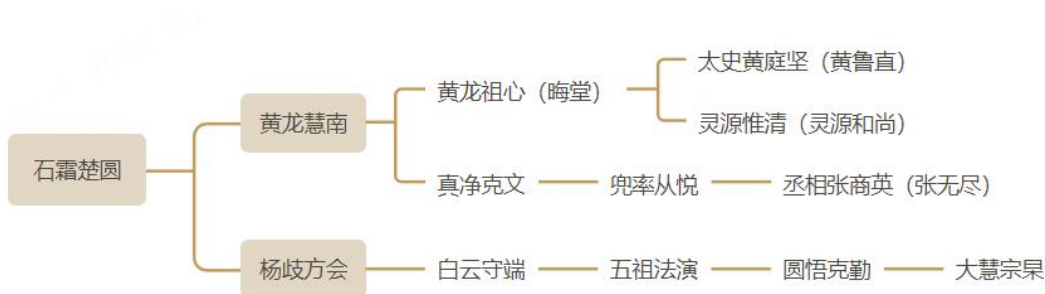 石霜楚圆
黄龙慧南
黄龙祖心（晦堂）
太史黄庭坚（黄鲁直）
灵源惟清（灵源和尚）
真净克文
兜率从悦
丞相张商英（张无尽）
杨歧方会
白云守端
五祖法演
圆悟克勤
大慧宗杲